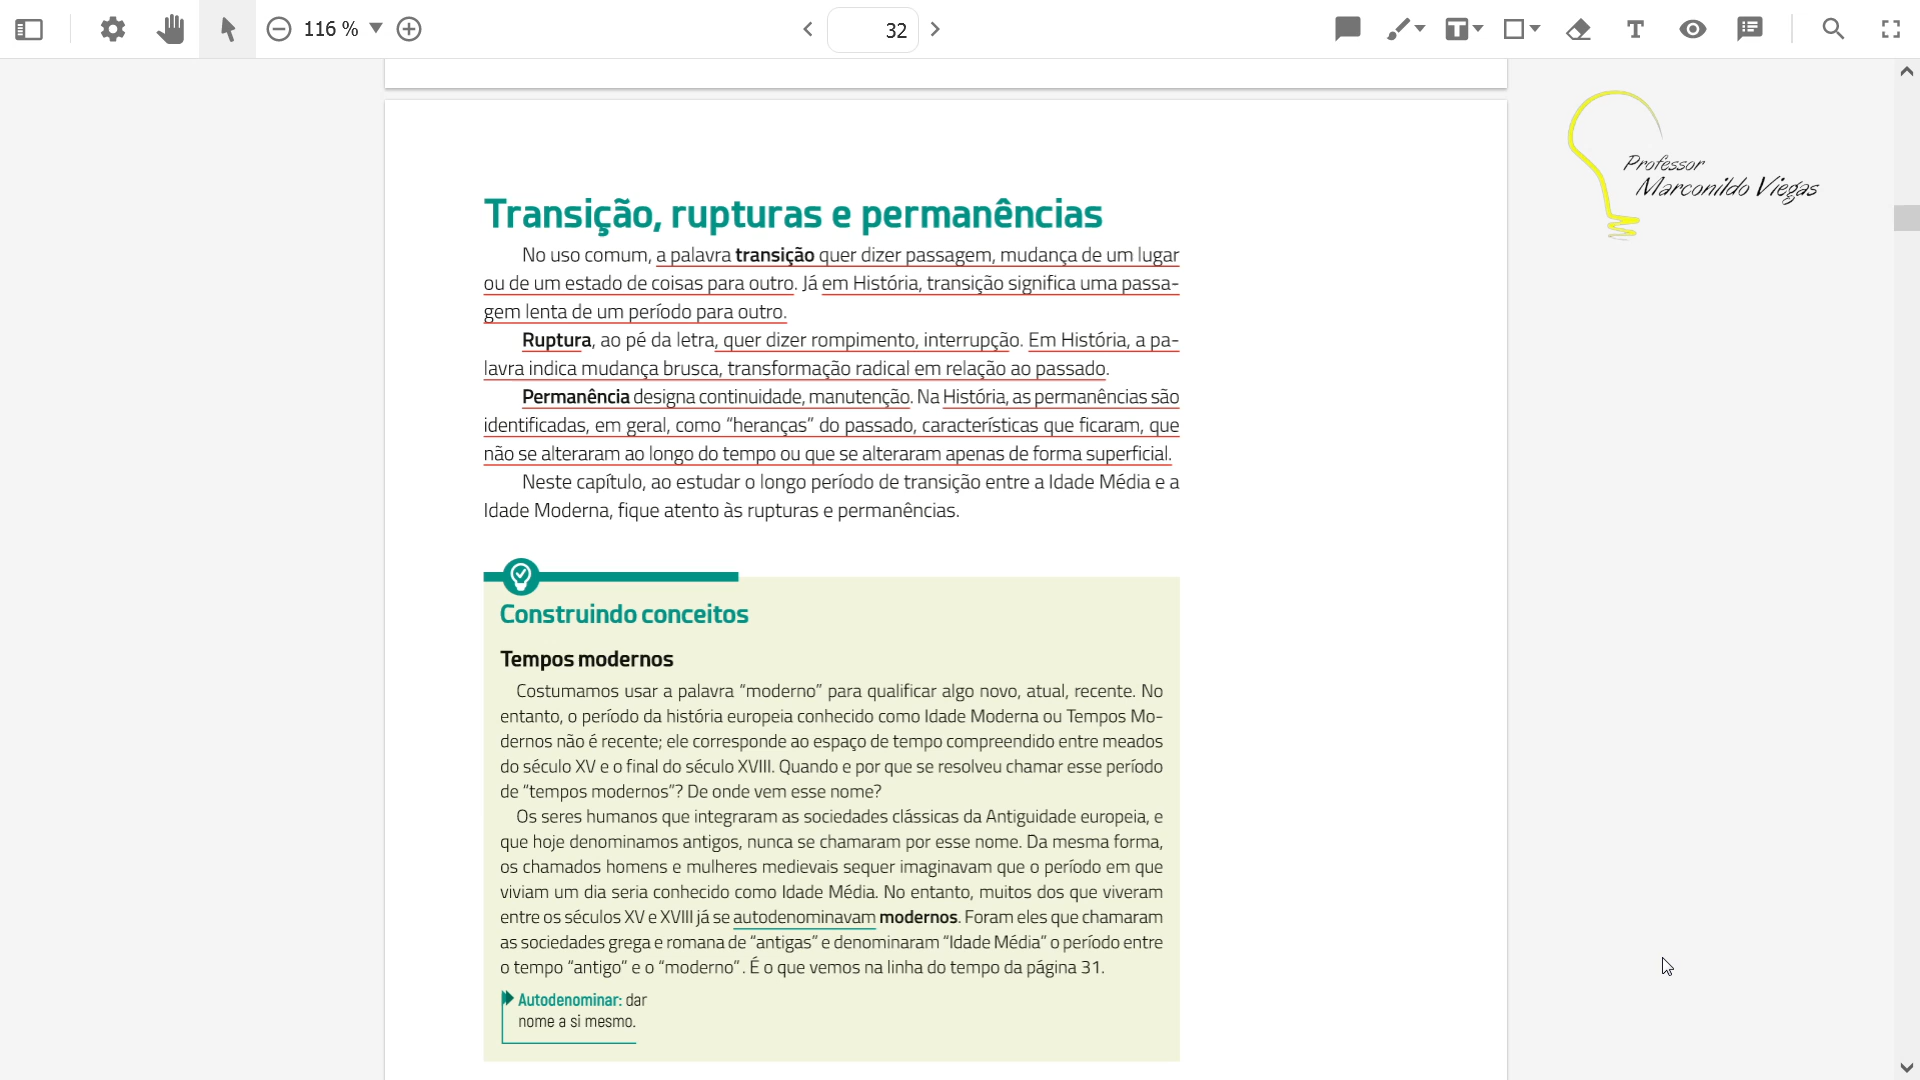 116 %
32
Professor
Marconildo Viegas
Transição, rupturas e permanências
No uso comum, a palavra transição quer dizer passagem, mudança de um lugar
ou de um estado de coisas para outro. Já em História, transição significa uma passa-
gem lenta de um período para outro.
Ruptura, ao pé da letra, quer dizer rompimento, interrupção. Em História, a pa-
lavra indica mudança brusca, transformação radical em relação ao passado.
Permanência designa continuidade, manutenção. Na História, as permanências são
identificadas, em geral, como “heranças” do passado, características que ficaram, que
não se alteraram ao longo do tempo ou que se alteraram apenas de forma superficial.
Neste capítulo, ao estudar o longo período de transição entre a Idade Média e a
Idade Moderna, fique atento às rupturas e permanências.
Construindo conceitos
Tempos modernos
Costumamos usar a palavra “moderno” para qualificar algo novo, atual, recente. No
entanto, o período da história europeia conhecido como Idade Moderna ou Tempos Mo-
dernos não é recente; ele corresponde ao espaço de tempo compreendido entre meados
do século XV e o final do século XVIII. Quando e por que se resolveu chamar esse período
de “tempos modernos”? De onde vem esse nome?
Os seres humanos que integraram as sociedades clássicas da Antiguidade europeia, e
que hoje denominamos antigos, nunca se chamaram por esse nome. Da mesma forma,
os chamados homens e mulheres medievais sequer imaginavam que o período em que
viviam um dia seria conhecido como Idade Média. No entanto, muitos dos que viveram
entre os séculos XV e XVIII já se autodenominavam modernos. Foram eles que chamaram
as sociedades grega e romana de “antigas” e denominaram “Idade Média” o período entre
o tempo “antigo” e o “moderno”. É o que vemos na linha do tempo da página 31.
Autodenominar: dar
nome a si mesmo.